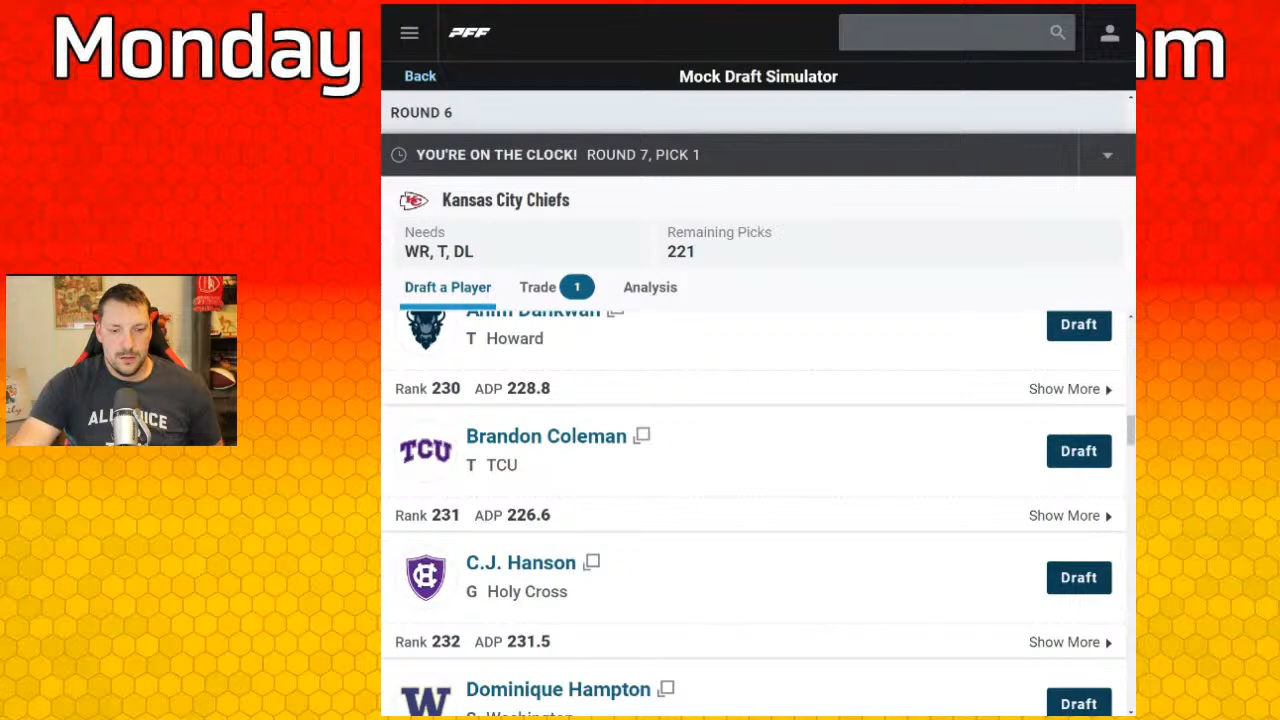 Monday
am
PFF
Back
Mock Draft Simulator
ROUND 6
YOU'RE ON THE CLOCK! ROUND 7, PICK 1
Kansas City Chiefs
Needs
WR, T, DL
Remaining Picks
221
Draft a Player
Trade 1
Analysis
T Howard
Draft
Rank 230 ADP 228.8
Show More
TCU
Brandon Coleman
T TCU
Draft
Rank 231 ADP 226.6
Show More
C.J. Hanson
G Holy Cross
Draft
Rank 232 ADP 231.5
Show More
W
Dominique Hampton
Draft